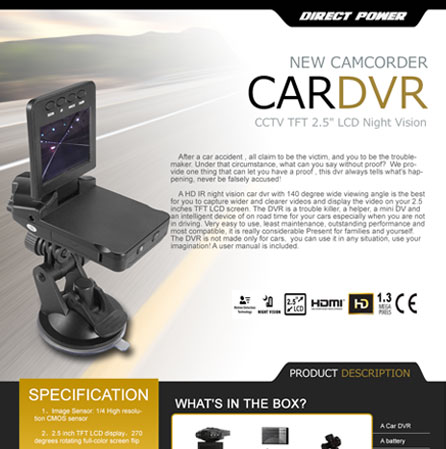 DIRECT POWER
NEW CAMCORDER
CARDVR
CCTV TFT 2.5" LCD Night Vision
After a car accident , all claim to be the victim, and you to be the trouble-
maker. Under that circumstance, what can you say without proof?  We pro-
vide one thing that can let you have a proof , this dvr always tells what's hap-
pening, never be falsely accused!
A HD IR night vision car dvr with 140 degree wide viewing angle is the best
for you to capture wider and clearer videos and display the video on your 2.5
inches TFT LCD screen. The DVR is a trouble killer, a helper, a mini DV and
an intelligent device of on road time for your cars especially when you are not
in driving. Very easy to use, least maintenance, outstanding performance and
most compatible, it is really considerable Present for families and yourself.
The DVR is not made only for cars,  you can use it in any situation, use your
imagination! A user manual is included.
Motion Detection
Technology
NIGHT VISION
2.5"
LCD
HDMI
HD
1.3
MEGA
PIXELS
CE
PRODUCT DESCRIPTION
SPECIFICATION
1、Image Sensor: 1/4 High resolu-
tion CMOS sensor
2、2.5 inch TFT LCD display、270
degrees rotating full-color screen flip
WHAT'S IN THE BOX?
A Car DVR
A battery